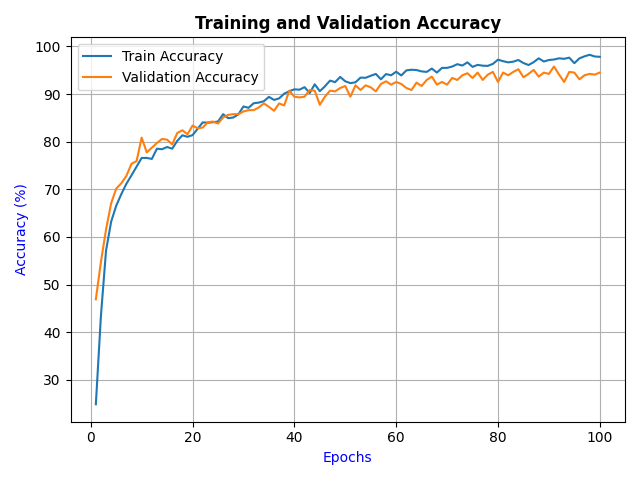 Training and Validation Accuracy
Train Accuracy
Validation Accuracy
Accuracy (%)
100
90
80
70
60
50
40
30
0 20 40 60 80 100
Epochs